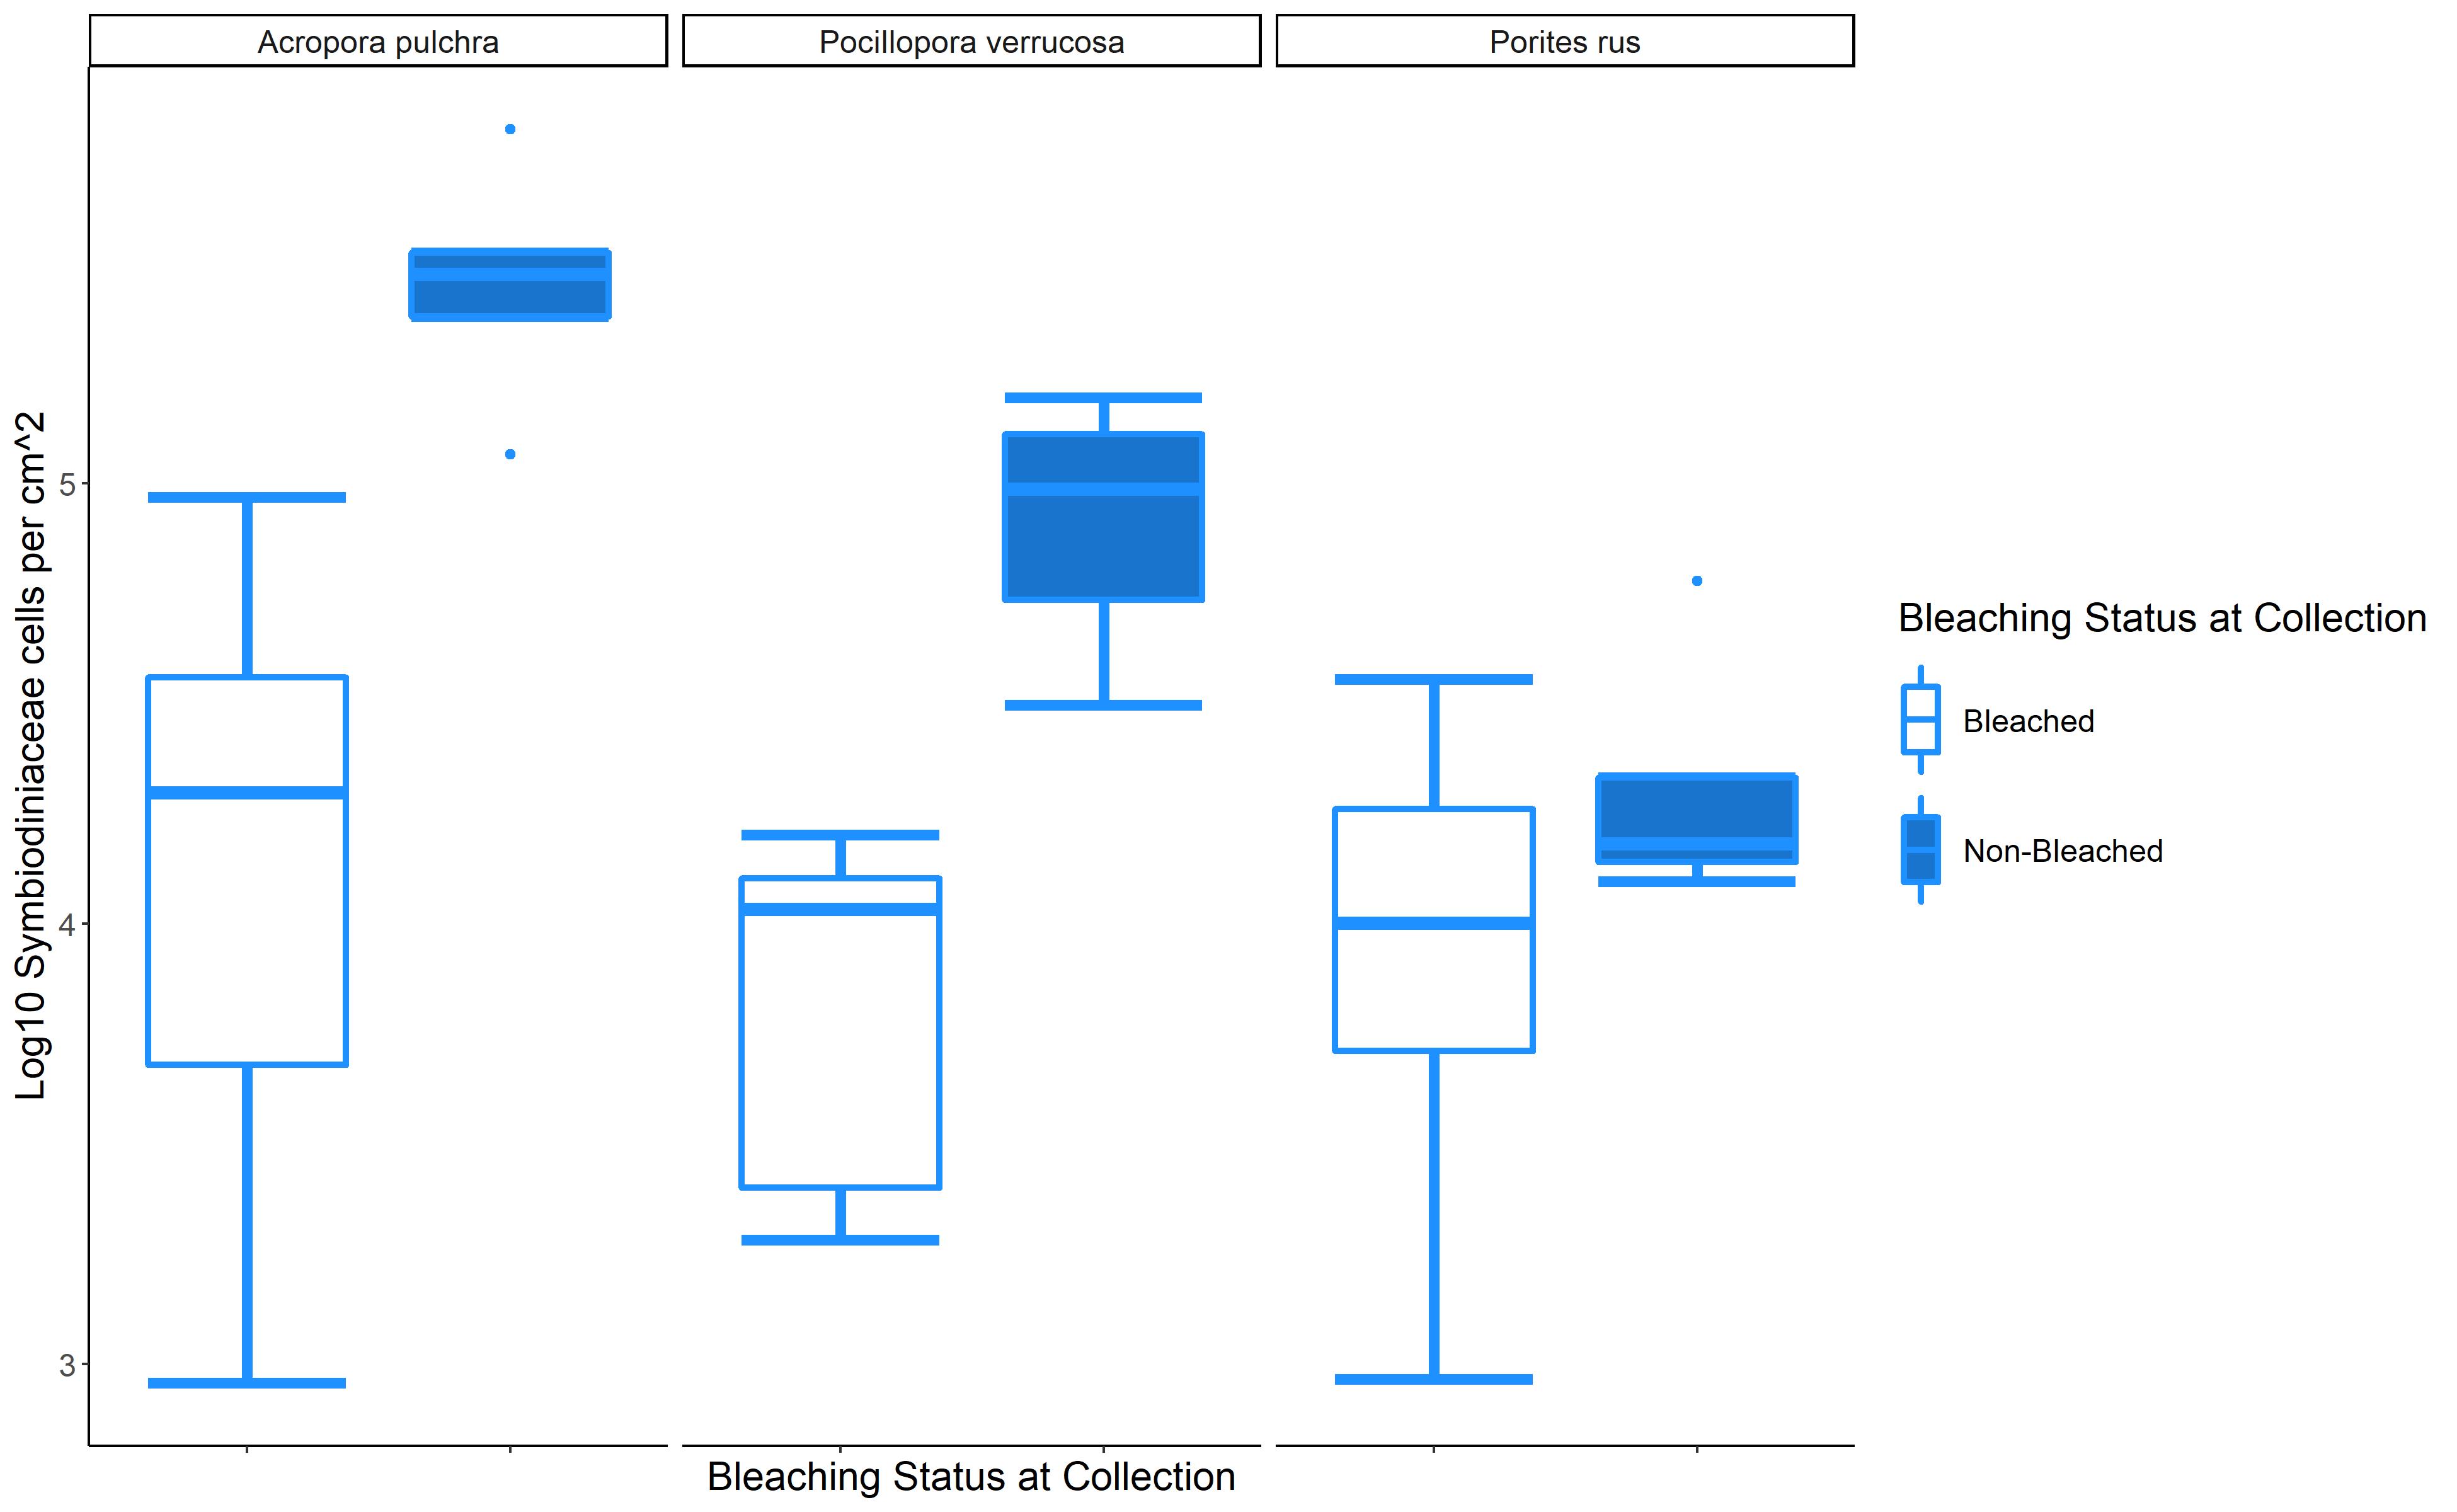 Acropora pulchra
Pocillopora verrucosa
Porites rus
Log10 Symbiodiniaceae cells per cm^2
5
4
3
Bleaching Status at Collection
Bleaching Status at Collection
Bleached
Non-Bleached